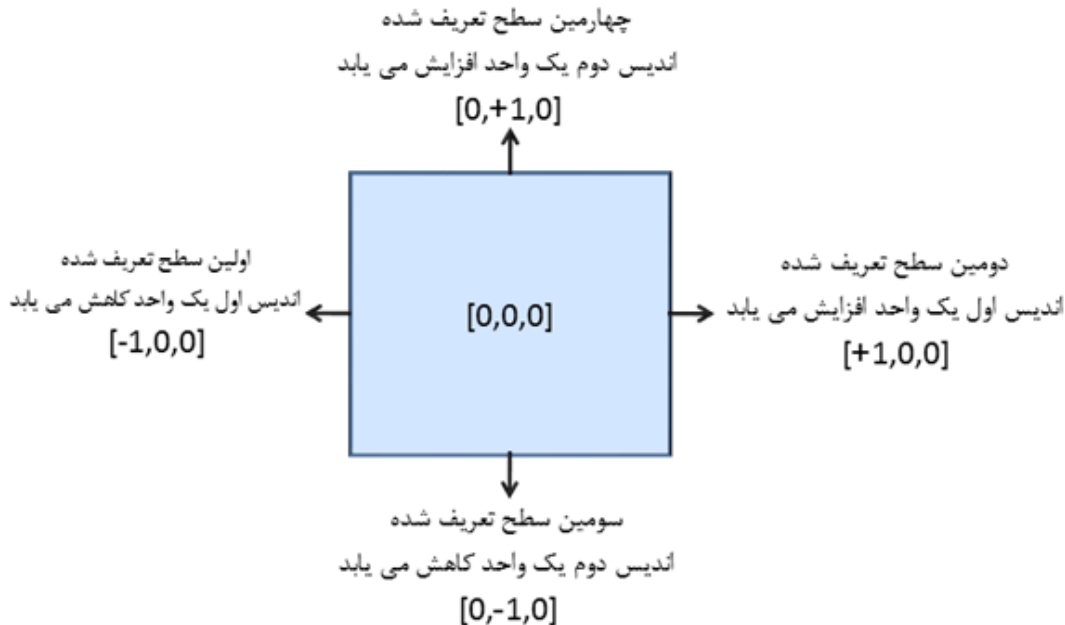 چهارمین سطح تعریف شده
اندیس دوم یک واحد افزایش می یابد
[0,+1,0]
اولین سطح تعریف شده
اندیس اول یک واحد کاهش می یابد
[-1,0,0]
[0,0,0]
دومین سطح تعریف شده
اندیس اول یک واحد افزایش می یابد
[+1,0,0]
سومین سطح تعریف شده
اندیس دوم یک واحد کاهش می یابد
[0,-1,0]